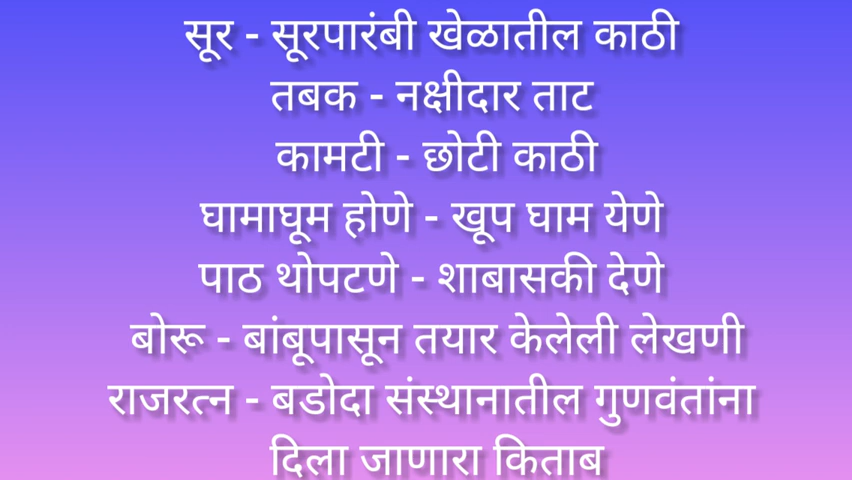 सूर - सूरपारंबी खेळातील काठी
तबक - नक्षीदार ताट
कामटी - छोटी काठी
घामाघूम होणे - खूप घाम येणे
पाठ थोपटणे - शाबासकी देणे
बोरू - बांबूपासून तयार केलेली लेखणी
राजरत्न - बडोदा संस्थानातील गुणवंतांना
दिला जाणारा किताब